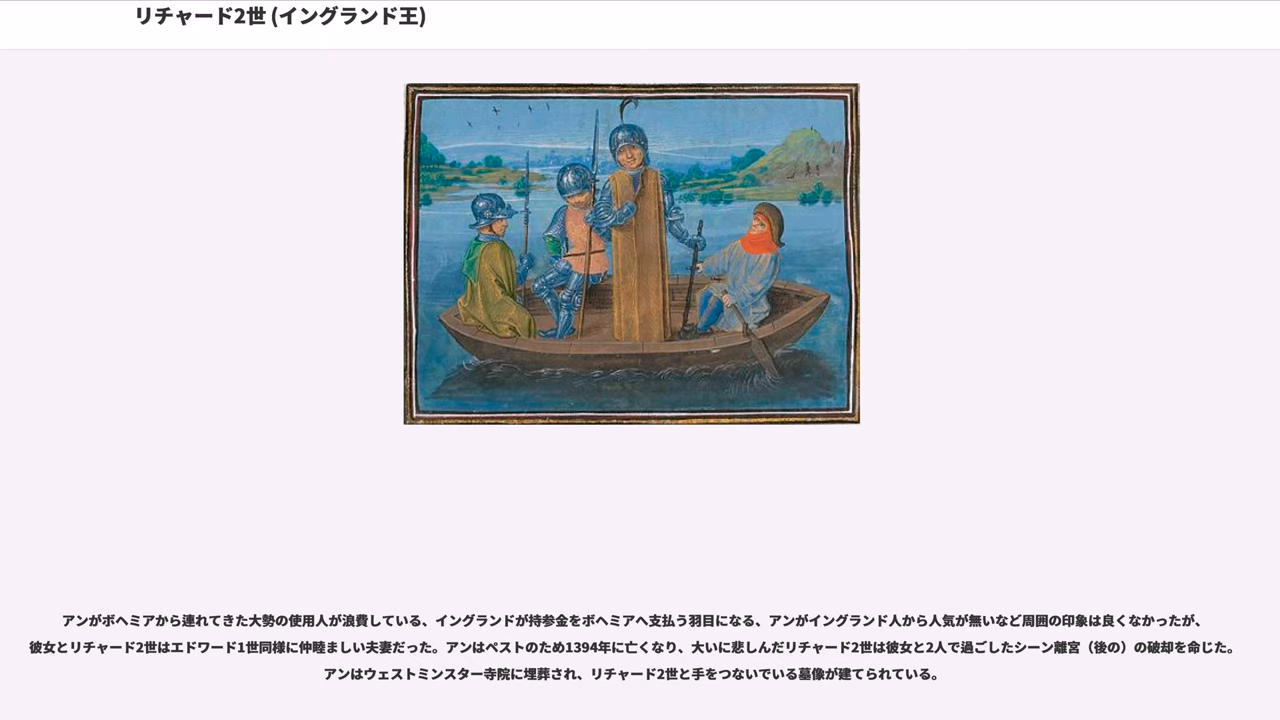 リチャード2世 (イングランド王)
アンがボヘミアから連れてきた大勢の使用人が浪費している、イングランドが持参金をボヘミアへ支払う羽目になる、アンがイングランド人から人気が無いなど周囲の印象は良くなかったが、
彼女とリチャード2世はエドワード1世同様に仲睦ましい夫妻だった。アンはペストのため1394年に亡くなり、大いに悲しんだリチャード2世は彼女と2人で過ごしたシーン離宮（後の）の破却を命じた。
アンはウェストミンスター寺院に埋葬され、リチャード2世と手をつないでいる墓像が建てられている。